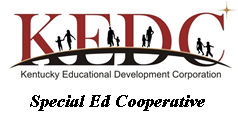 KEDC
Kentucky Educational Development Corporation
Special Ed Cooperative